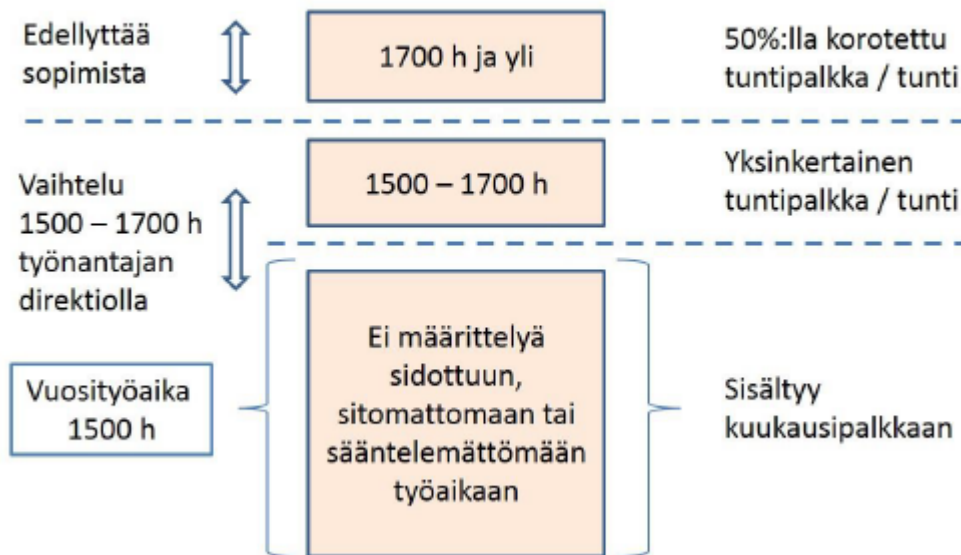 Edellyttää
sopimista
1700 h ja yli
50%:lla korotettu
tuntipalkka / tunti
Vaihtelu
1500 – 1700 h
työnantajan
direktiolla
1500 – 1700 h
Yksinkertainen
tuntipalkka / tunti
Vuosityöaika
1500 h
Ei määrittelyä
sidottuun,
sitomattomaan tai
sääntelemättömään
työaikaan
Sisältyy
kuukausipalkkaan